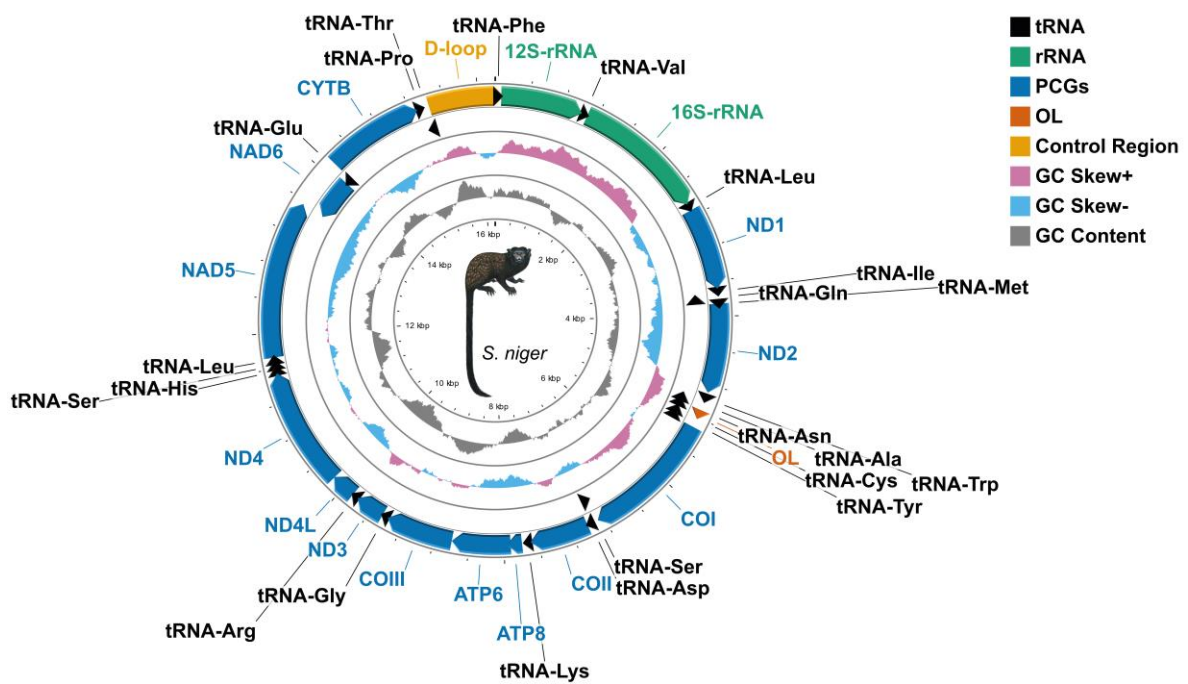 tRNA-Thr
tRNA-Phe
D-loop
12S-rRNA
tRNA-Pro
tRNA-Val
CYTB
16S-rRNA
tRNA-Glu
NAD6
tRNA-Leu
ND1
NAD5
tRNA-Ile
tRNA-Gln
tRNA-Met
ND2
tRNA-Leu
tRNA-His
tRNA-Ser
tRNA-Asn
OL
tRNA-Ala
tRNA-Cys
tRNA-Trp
tRNA-Tyr
ND4
COI
ND4L
ND3
COIII
ATP6
COII
tRNA-Ser
tRNA-Asp
tRNA-Gly
tRNA-Arg
ATP8
tRNA-Lys
16 kbp
2 kbp
14 kbp
4 kbp
12 kbp
S. niger
10 kbp
6 kbp
8 kbp
tRNA
rRNA
PCGs
OL
Control Region
GC Skew+
GC Skew-
GC Content